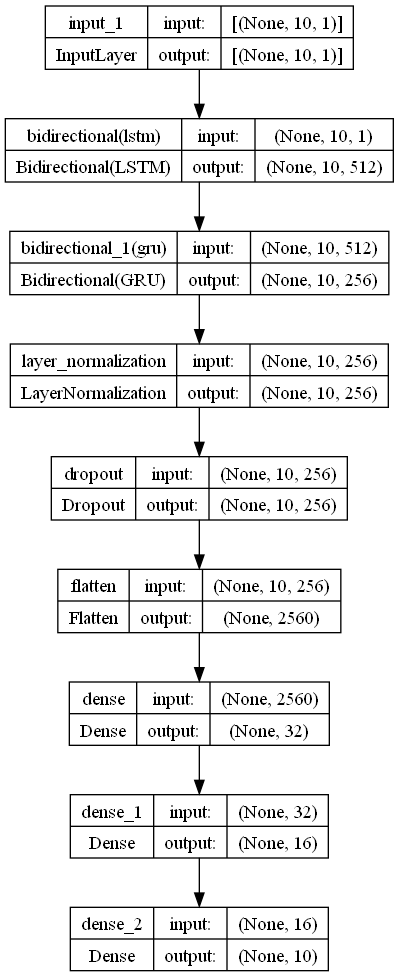 input_1 input: [(None, 10, 1)]
InputLayer output: [(None, 10, 1)]
bidirectional(lstm) input: (None, 10, 1)
Bidirectional(LSTM) output: (None, 10, 512)
bidirectional_1(gru) input: (None, 10, 512)
Bidirectional(GRU) output: (None, 10, 256)
layer_normalization input: (None, 10, 256)
LayerNormalization output: (None, 10, 256)
dropout input: (None, 10, 256)
Dropout output: (None, 10, 256)
flatten input: (None, 10, 256)
Flatten output: (None, 2560)
dense input: (None, 2560)
Dense output: (None, 32)
dense_1 input: (None, 32)
Dense output: (None, 16)
dense_2 input: (None, 16)
Dense output: (None, 10)